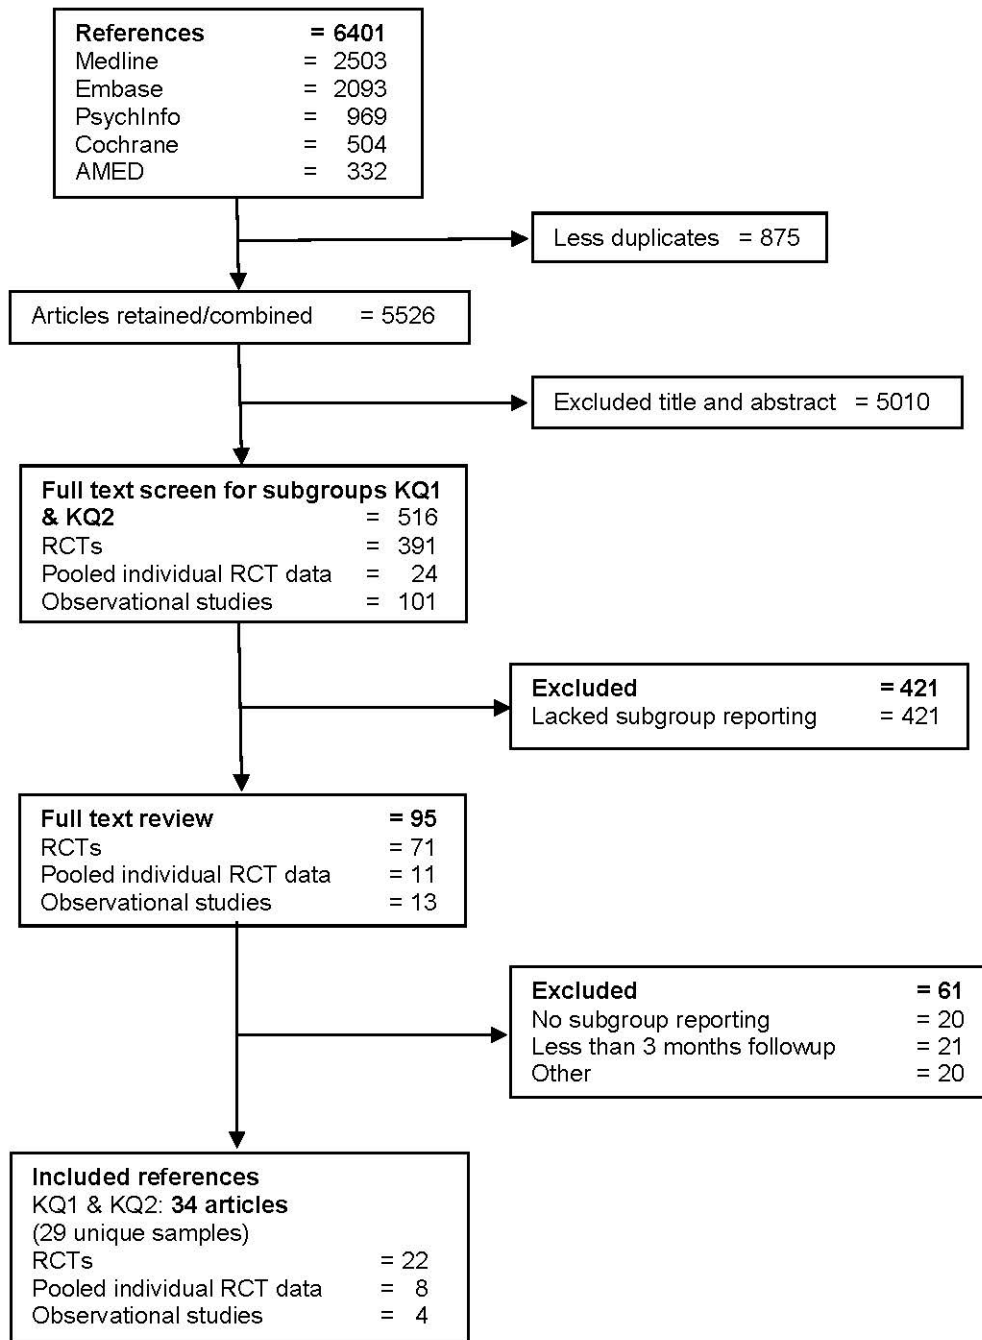 References = 6401
Medline = 2503
Embase = 2093
PsychInfo = 969
Cochrane = 504
AMED = 332
Less duplicates = 875
Articles retained/combined = 5526
Excluded title and abstract = 5010
Full text screen for subgroups KQ1
& KQ2 = 516
RCTs = 391
Pooled individual RCT data = 24
Observational studies = 101
Excluded = 421
Lacked subgroup reporting = 421
Full text review = 95
RCTs = 71
Pooled individual RCT data = 11
Observational studies = 13
Excluded = 61
No subgroup reporting = 20
Less than 3 months followup = 21
Other = 20
Included references
KQ1 & KQ2: 34 articles
(29 unique samples)
RCTs = 22
Pooled individual RCT data = 8
Observational studies = 4